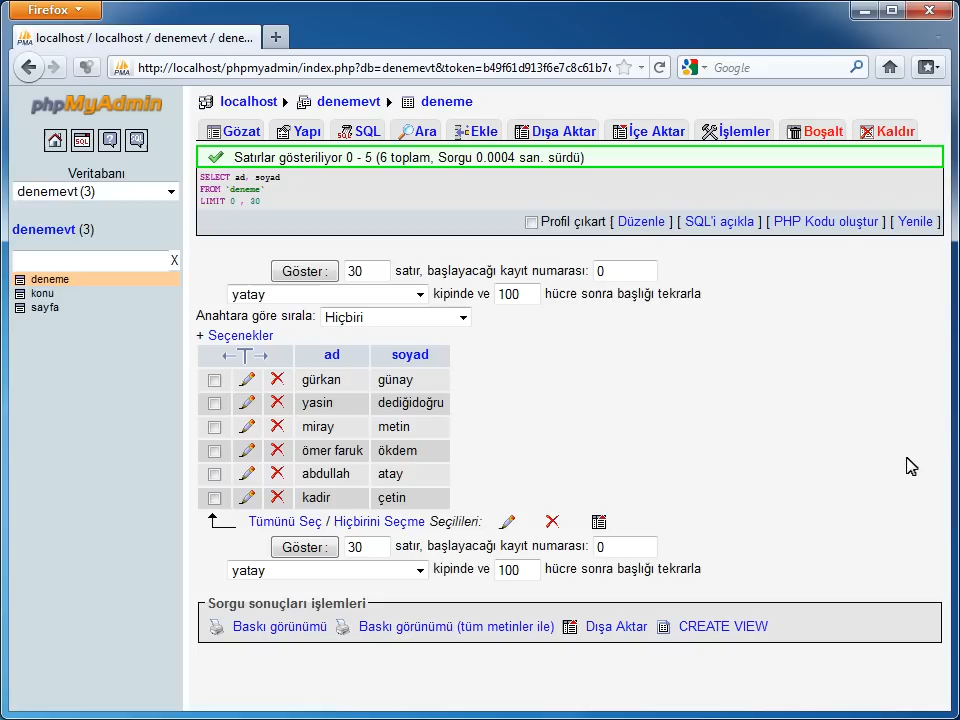 Firefox
localhost / localhost / denemevt / dene...
http://localhost/phpmyadmin/index.php?db=denemevt&token=b49f61d913f6e7c8c61b7c
Google
phpMyAdmin
Veritabanı
denemevt (3)
denemevt (3)
X
deneme
konu
sayfa
localhost denemevt deneme
Gözat Yapı SQL Ara Ekle Dışa Aktar İçe Aktar İşlemler Boşalt Kaldır
Satırlar gösteriliyor 0 - 5 (6 toplam, Sorgu 0.0004 san. sürdü)
SELECT ad, soyad
FROM `deneme`
LIMIT 0 , 30
Profil çıkart [ Düzenle ] [ SQL'i açıkla ] [ PHP Kodu oluştur ] [ Yenile ]
Göster : 30 satır, başlayacağı kayıt numarası: 0
yatay kipinde ve 100 hücre sonra başlığı tekrarla
Anahtara göre sırala: Hiçbiri
+ Seçenekler
←T→ ad soyad
gürkan günay
yasin dediğidoğru
miray metin
ömer faruk ökdem
abdullah atay
kadir çetin
Tümünü Seç / Hiçbirini Seçme Seçilileri:
Göster : 30 satır, başlayacağı kayıt numarası: 0
yatay kipinde ve 100 hücre sonra başlığı tekrarla
Sorgu sonuçları işlemleri
Baskı görünümü Baskı görünümü (tüm metinler ile) Dışa Aktar CREATE VIEW